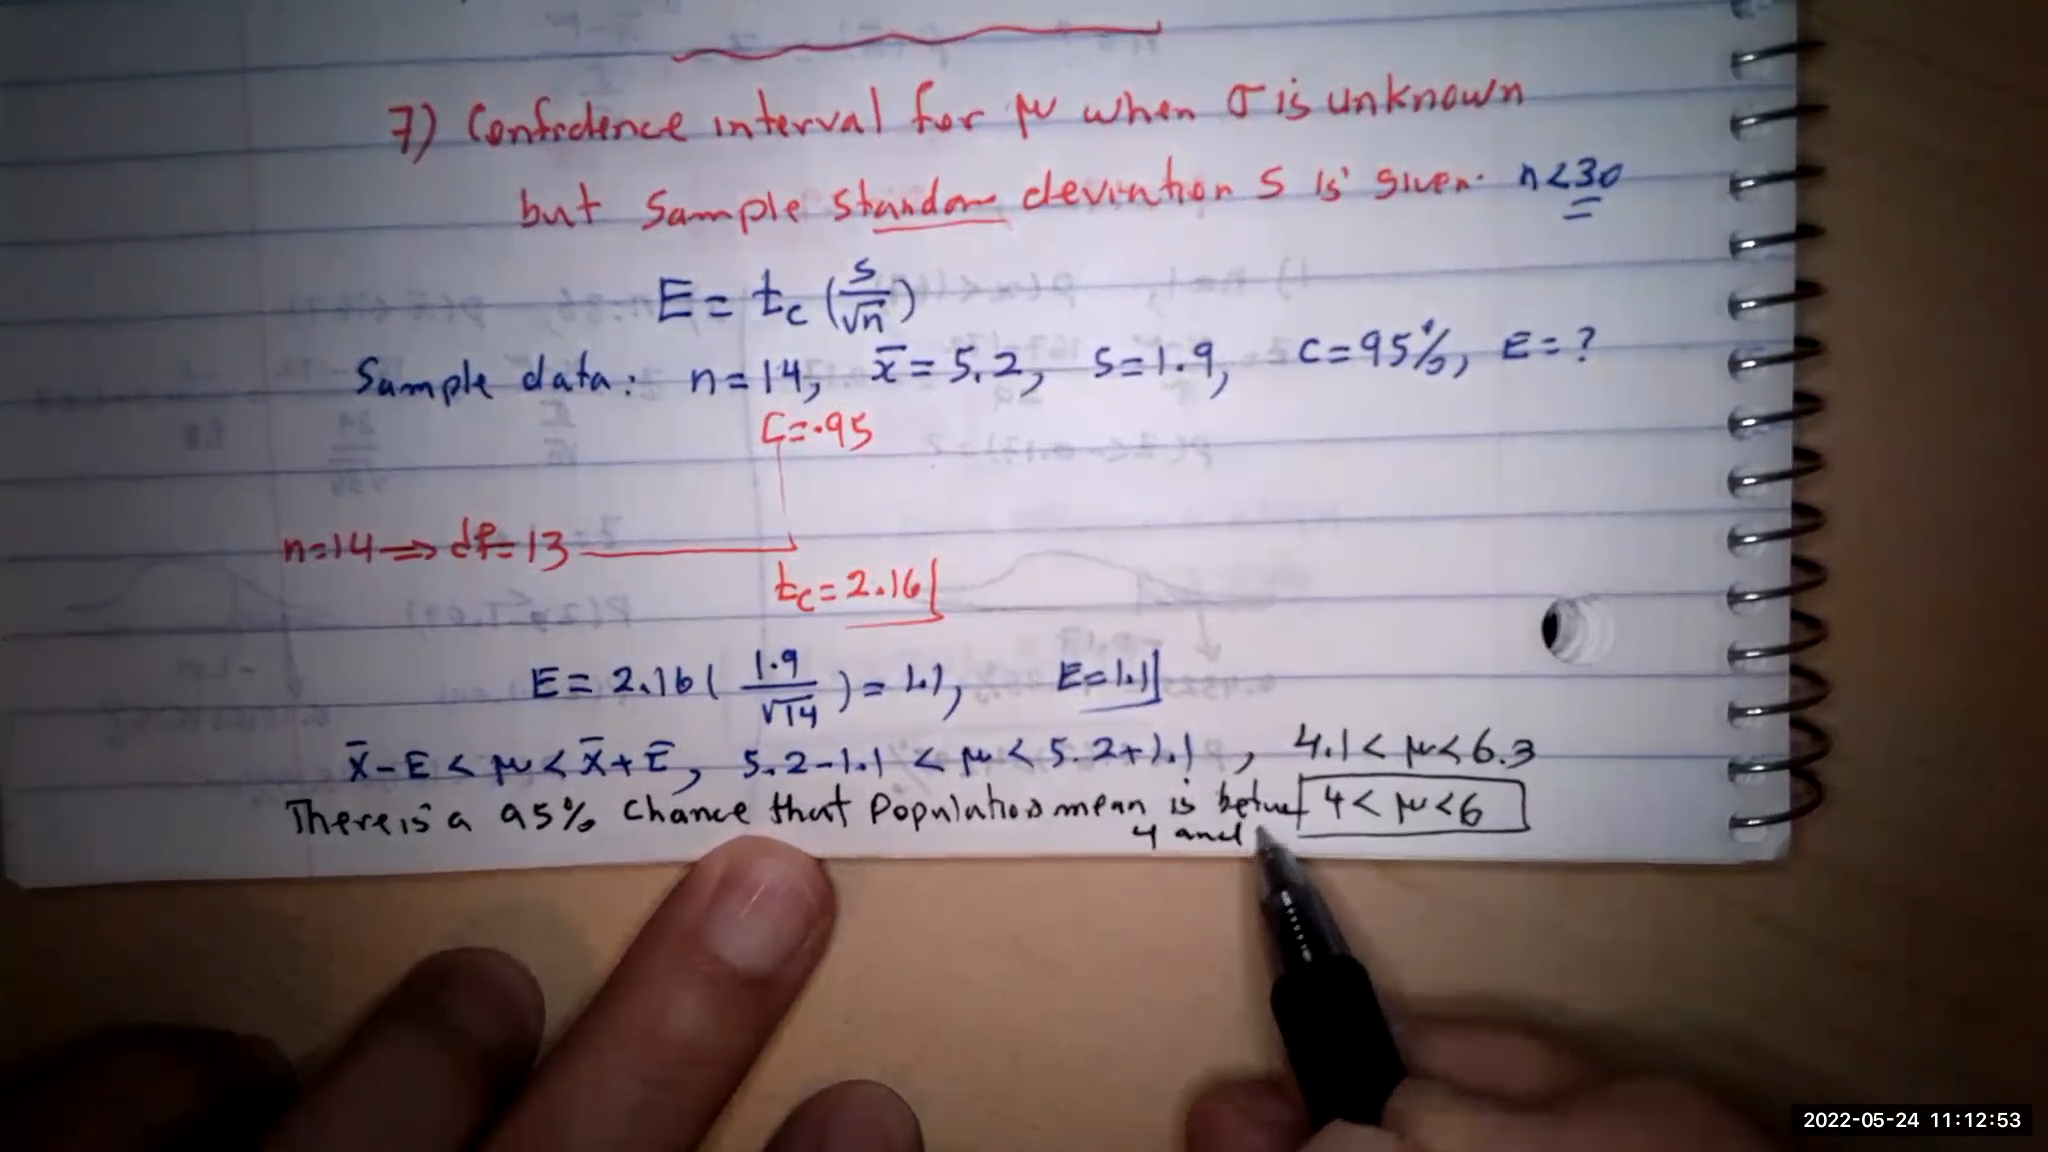 7) Confidence interval for μ when σ is unknown
but Sample standard deviation S is given. n<30
E = tc (s/√n)
Sample data: n=14, x̄=5.2, S=1.9, C=95%, E=?
C=.95
n=14 ⇒ df=13
tc = 2.16
E = 2.16 ( 1.9/√14 ) = 1.1, E=1.1
x̄-E < μ < x̄+E, 5.2-1.1 < μ < 5.2+1.1 , 4.1 < μ < 6.3
There is a 95% chance that Population mean is 4 < μ < 6
4 and
2022-05-24 11:12:53